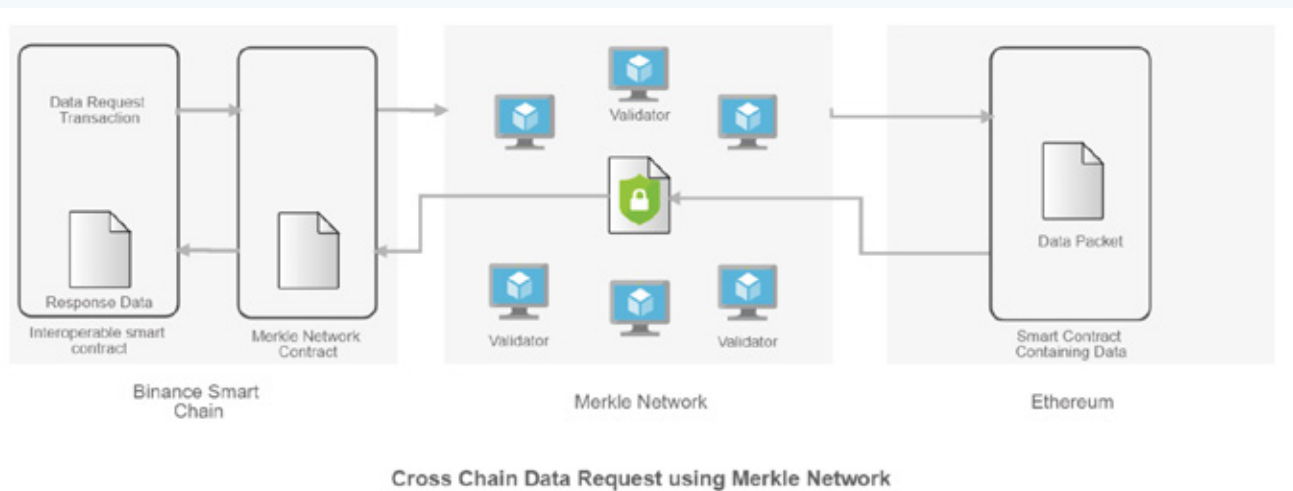 Data Request
Transaction
Response Data
Interoperable smart
contract
Merkle Network
Contract
Binance Smart
Chain
Validator
Validator
Validator
Merkle Network
Data Packet
Smart Contract
Containing Data
Ethereum
Cross Chain Data Request using Merkle Network